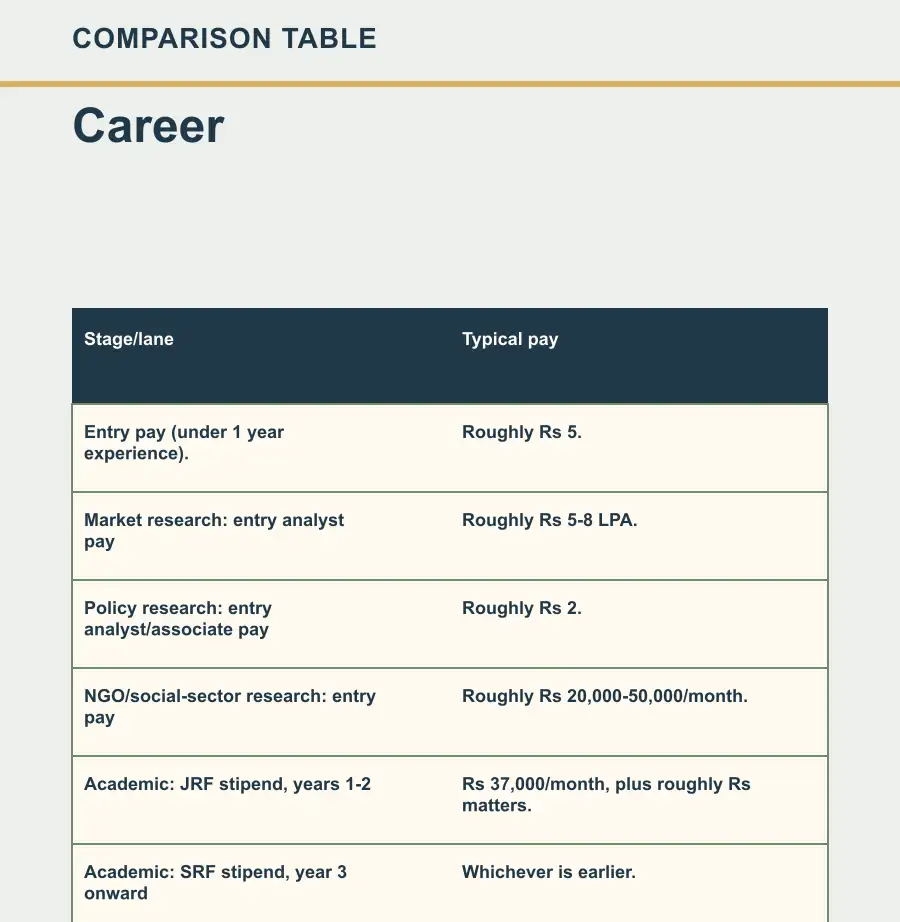 COMPARISON TABLE
Career
Stage/lane
Typical pay
Entry pay (under 1 year
experience).
Roughly Rs 5.
Market research: entry analyst
pay
Roughly Rs 5-8 LPA.
Policy research: entry
analyst/associate pay
Roughly Rs 2.
NGO/social-sector research: entry
pay
Roughly Rs 20,000-50,000/month.
Academic: JRF stipend, years 1-2
Rs 37,000/month, plus roughly Rs
matters.
Academic: SRF stipend, year 3
onward
Whichever is earlier.